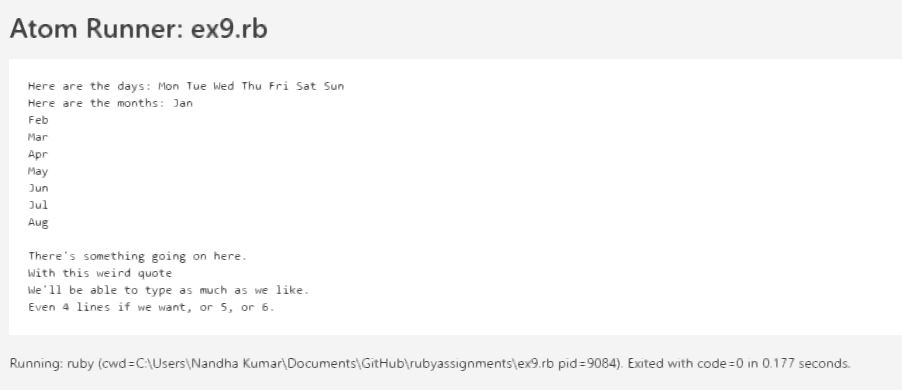 Atom Runner: ex9.rb
Here are the days: Mon Tue Wed Thu Fri Sat Sun
Here are the months: Jan
Feb
Mar
Apr
May
Jun
Jul
Aug
There's something going on here.
With this weird quote
We'll be able to type as much as we like.
Even 4 lines if we want, or 5, or 6.
Running: ruby (cwd=C:\Users\Nandha Kumar\Documents\GitHub\rubyassignments\ex9.rb pid=9084). Exited with code=0 in 0.177 seconds.